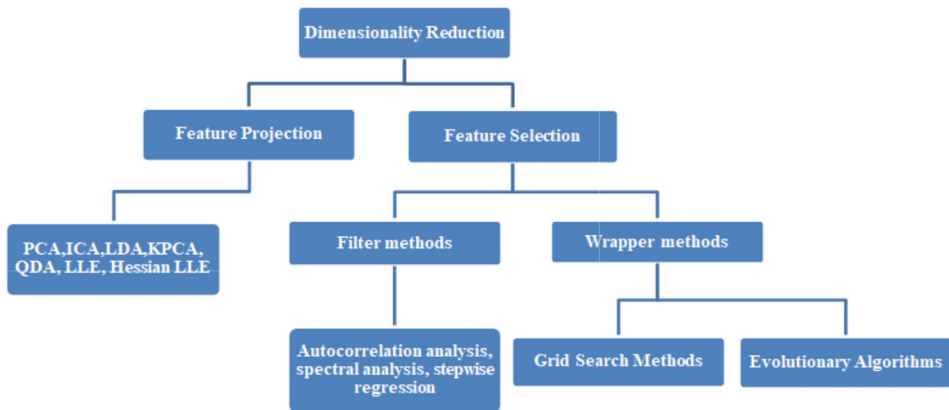 Dimensionality Reduction
Feature Projection
Feature Selection
PCA,ICA,LDA,KPCA,
QDA, LLE, Hessian LLE
Filter methods
Wrapper methods
Autocorrelation analysis,
spectral analysis, stepwise
regression
Grid Search Methods
Evolutionary Algorithms